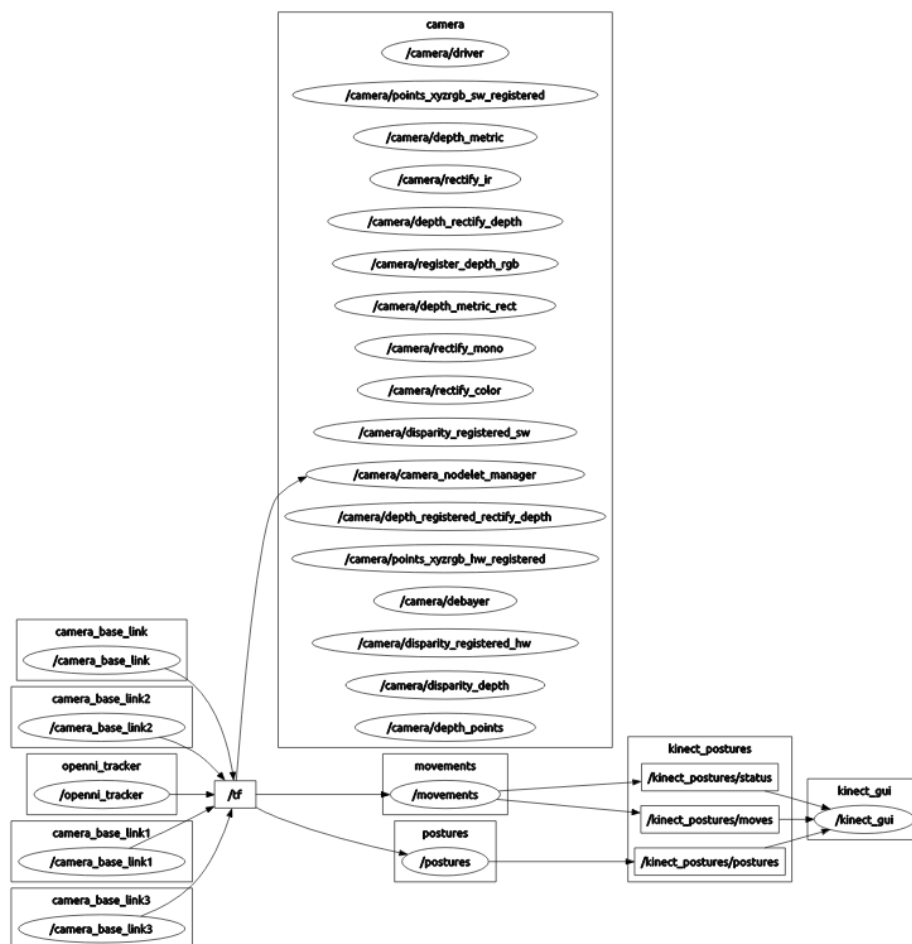 camera
/camera/driver
/camera/points_xyzrgb_sw_registered
/camera/depth_metric
/camera/rectify_ir
/camera/depth_rectify_depth
/camera/register_depth_rgb
/camera/depth_metric_rect
/camera/rectify_mono
/camera/rectify_color
/camera/disparity_registered_sw
/camera/camera_nodelet_manager
/camera/depth_registered_rectify_depth
/camera/points_xyzrgb_hw_registered
/camera/debayer
/camera/disparity_registered_hw
/camera/disparity_depth
/camera/depth_points
camera_base_link
/camera_base_link
camera_base_link2
/camera_base_link2
openni_tracker
/openni_tracker
camera_base_link1
/camera_base_link1
camera_base_link3
/camera_base_link3
/tf
movements
/movements
postures
/postures
kinect_postures
/kinect_postures/status
/kinect_postures/moves
/kinect_postures/postures
kinect_gui
/kinect_gui